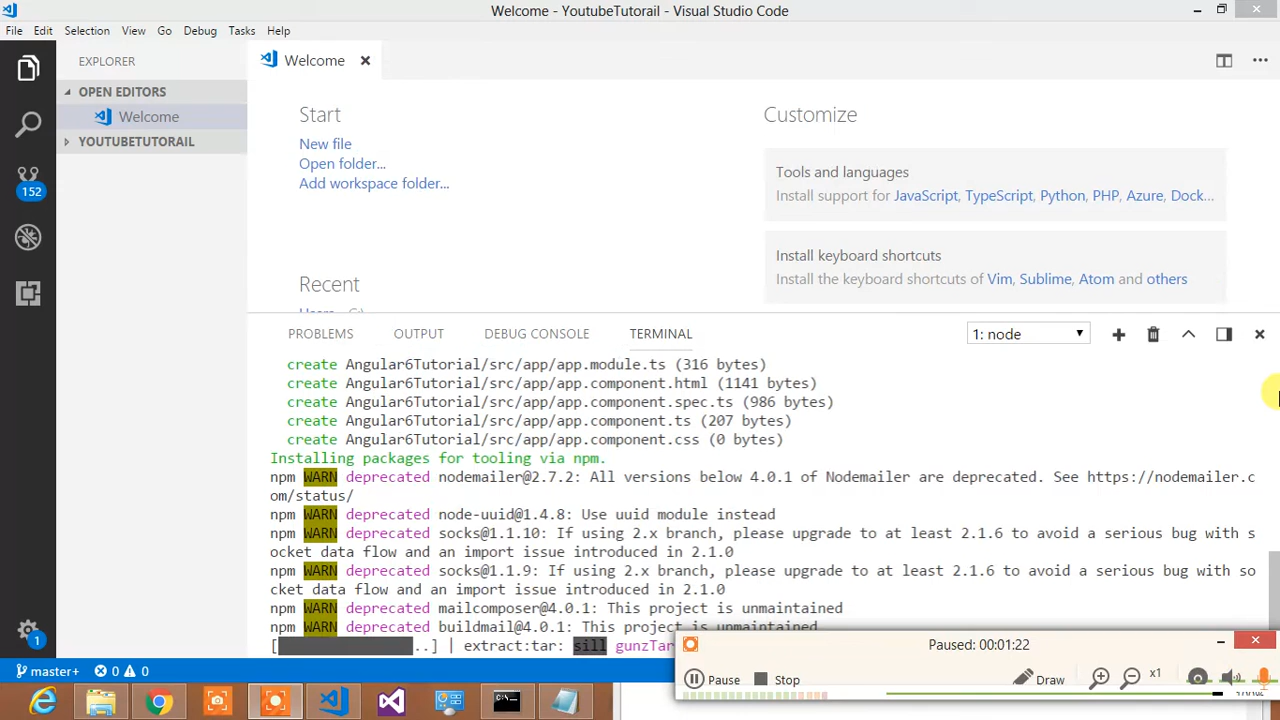 Welcome - YoutubeTutorail - Visual Studio Code
File Edit Selection View Go Debug Tasks Help
EXPLORER
OPEN EDITORS
Welcome
YOUTUBETUTORAIL
152
1
Welcome
Start
New file
Open folder...
Add workspace folder...
Recent
Customize
Tools and languages
Install support for JavaScript, TypeScript, Python, PHP, Azure, Dock...
Install keyboard shortcuts
Install the keyboard shortcuts of Vim, Sublime, Atom and others
PROBLEMS OUTPUT DEBUG CONSOLE TERMINAL 1: node
create Angular6Tutorial/src/app/app.module.ts (316 bytes)
create Angular6Tutorial/src/app/app.component.html (1141 bytes)
create Angular6Tutorial/src/app/app.component.spec.ts (986 bytes)
create Angular6Tutorial/src/app/app.component.ts (207 bytes)
create Angular6Tutorial/src/app/app.component.css (0 bytes)
Installing packages for tooling via npm.
npm WARN deprecated nodemailer@2.7.2: All versions below 4.0.1 of Nodemailer are deprecated. See https://nodemailer.c
om/status/
npm WARN deprecated node-uuid@1.4.8: Use uuid module instead
npm WARN deprecated socks@1.1.10: If using 2.x branch, please upgrade to at least 2.1.6 to avoid a serious bug with s
ocket data flow and an import issue introduced in 2.1.0
npm WARN deprecated socks@1.1.9: If using 2.x branch, please upgrade to at least 2.1.6 to avoid a serious bug with so
cket data flow and an import issue introduced in 2.1.0
npm WARN deprecated mailcomposer@4.0.1: This project is unmaintained
npm WARN deprecated buildmail@4.0.1: This project is unmaintained
[ ..] | extract:tar: sill gunzTar
master+ 0 0
Paused: 00:01:22
Pause Stop Draw x1